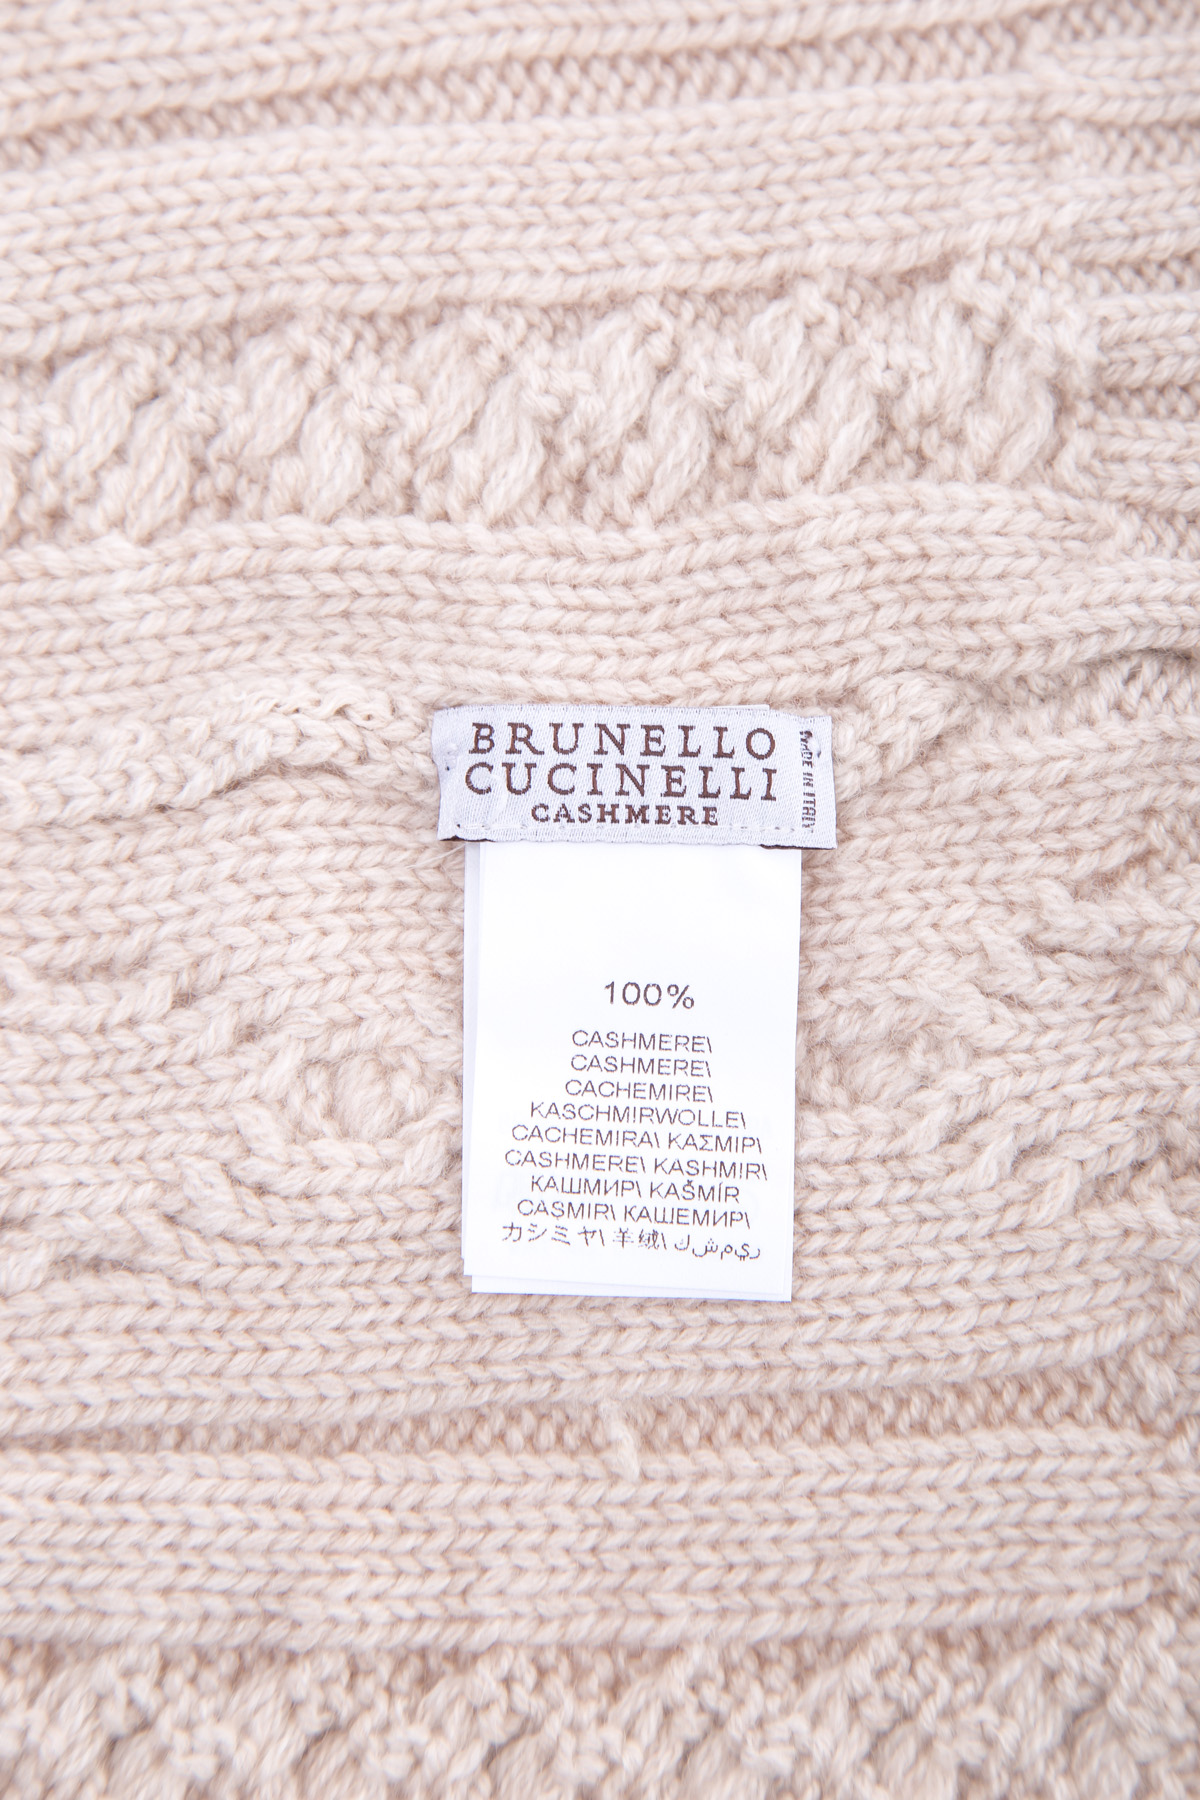 BRUNELLO
CUCINELLI
CASHMERE
MADE IN ITALY
100%
CASHMERE\
CASHMERE\
CACHEMIRE\
KASCHMIRWOLLE\
CACHEMIRA\ ΚΑΣΜΙΡ\
CASHMERE\ KASHMIR\
КАШМИР\ KAŠMÍR
CASMIR\ КАШЕМИР\
カシミヤ\ 羊绒\ كشمير